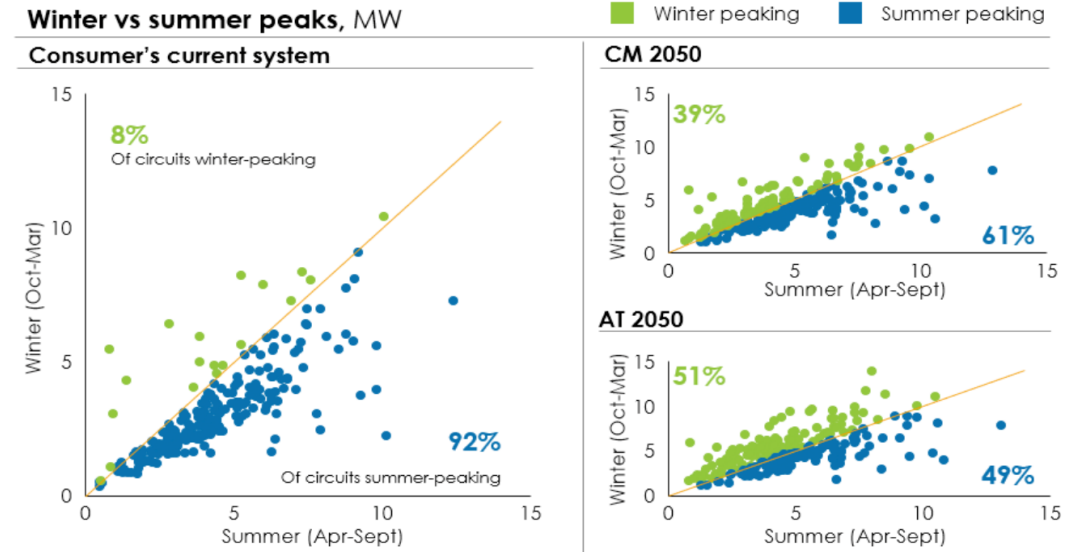 Winter vs summer peaks, MW
Winter peaking
Summer peaking
Consumer's current system
15
10
5
0
0
5
10
15
Winter (Oct-Mar)
Summer (Apr-Sept)
8%
Of circuits winter-peaking
92%
Of circuits summer-peaking
CM 2050
15
10
5
0
0
5
10
15
Winter (Oct-Mar)
Summer (Apr-Sept)
39%
61%
AT 2050
15
10
5
0
0
5
10
15
Winter (Oct-Mar)
Summer (Apr-Sept)
51%
49%